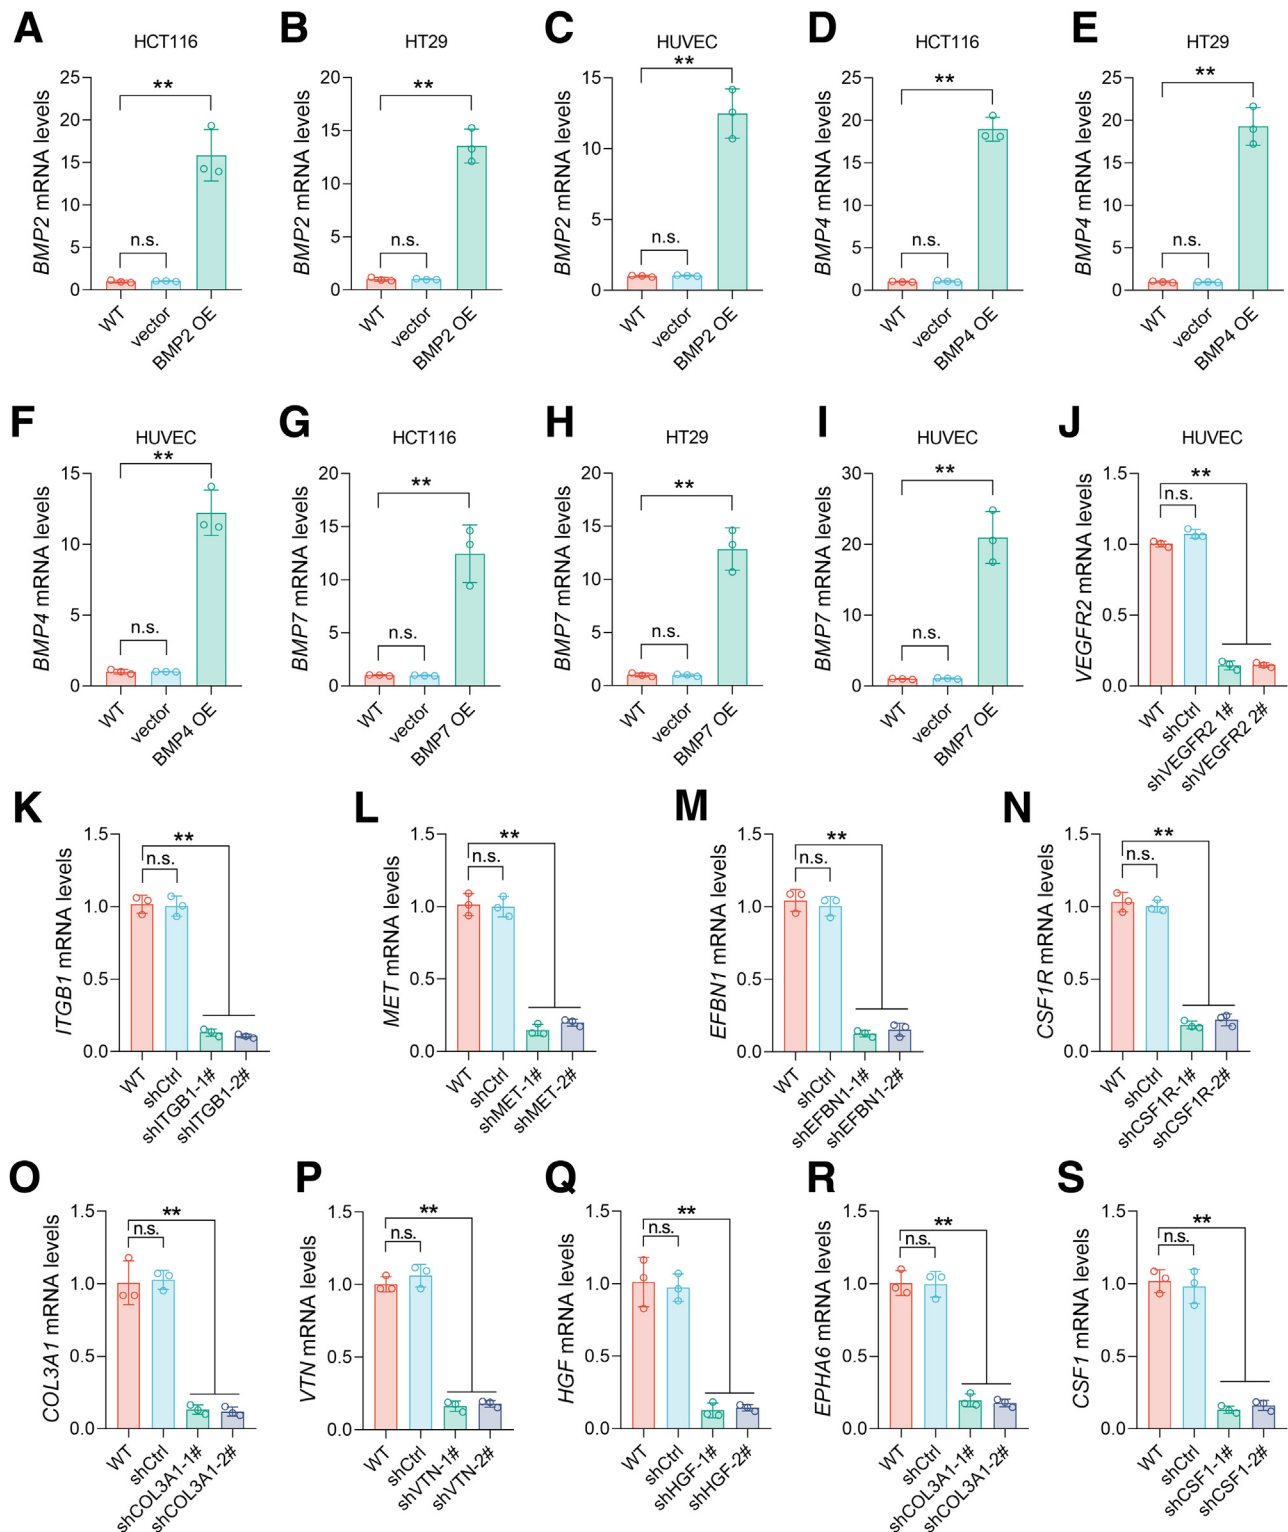 A
HCT116
BMP2 mRNA levels
25
20
15
10
5
0
**
n.s.
WT
vector
BMP2 OE
B
HT29
BMP2 mRNA levels
20
15
10
5
0
**
n.s.
WT
vector
BMP2 OE
C
HUVEC
BMP2 mRNA levels
15
10
5
0
**
n.s.
WT
vector
BMP2 OE
D
HCT116
BMP4 mRNA levels
25
20
15
10
5
0
**
n.s.
WT
vector
BMP4 OE
E
HT29
BMP4 mRNA levels
25
20
15
10
5
0
**
n.s.
WT
vector
BMP4 OE
F
HUVEC
BMP4 mRNA levels
15
10
5
0
**
n.s.
WT
vector
BMP4 OE
G
HCT116
BMP7 mRNA levels
20
15
10
5
0
**
n.s.
WT
vector
BMP7 OE
H
HT29
BMP7 mRNA levels
20
15
10
5
0
**
n.s.
WT
vector
BMP7 OE
I
HUVEC
BMP7 mRNA levels
30
20
10
0
**
n.s.
WT
vector
BMP7 OE
J
HUVEC
VEGFR2 mRNA levels
1.5
1.0
0.5
0.0
**
n.s.
WT
shCtrl
shVEGFR2 1#
shVEGFR2 2#
K
ITGB1 mRNA levels
1.5
1.0
0.5
0.0
**
n.s.
WT
shCtrl
shITGB1-1#
shITGB1-2#
L
MET mRNA levels
1.5
1.0
0.5
0.0
**
n.s.
WT
shCtrl
shMET-1#
shMET-2#
M
EFBN1 mRNA levels
1.5
1.0
0.5
0.0
**
n.s.
WT
shCtrl
shEFBN1-1#
shEFBN1-2#
N
CSF1R mRNA levels
1.5
1.0
0.5
0.0
**
n.s.
WT
shCtrl
shCSF1R-1#
shCSF1R-2#
O
COL3A1 mRNA levels
1.5
1.0
0.5
0.0
**
n.s.
WT
shCtrl
shCOL3A1-1#
shCOL3A1-2#
P
VTN mRNA levels
1.5
1.0
0.5
0.0
**
n.s.
WT
shCtrl
shVTN-1#
shVTN-2#
Q
HGF mRNA levels
1.5
1.0
0.5
0.0
**
n.s.
WT
shCtrl
shHGF-1#
shHGF-2#
R
EPHA6 mRNA levels
1.5
1.0
0.5
0.0
**
n.s.
WT
shCtrl
shCOL3A1-1#
shCOL3A1-2#
S
CSF1 mRNA levels
1.5
1.0
0.5
0.0
**
n.s.
WT
shCtrl
shCSF1-1#
shCSF1-2#